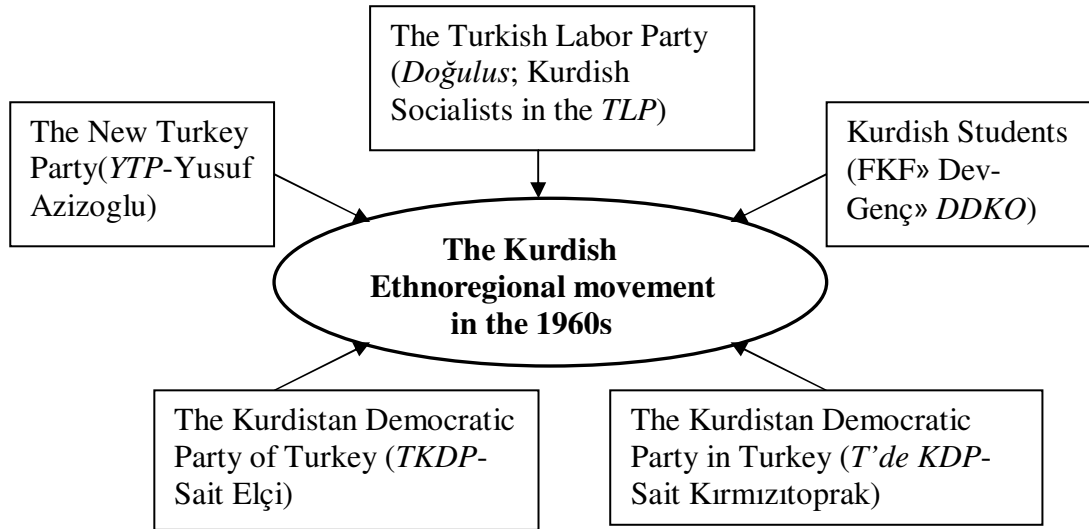 The Turkish Labor Party
(Doğulus; Kurdish
Socialists in the TLP)
The New Turkey
Party(YTP-Yusuf
Azizoglu)
Kurdish Students
(FKF» Dev-
Genç» DDKO)
The Kurdish
Ethnoregional movement
in the 1960s
The Kurdistan Democratic
Party of Turkey (TKDP-
Sait Elçi)
The Kurdistan Democratic
Party in Turkey (T’de KDP-
Sait Kırmızıtoprak)